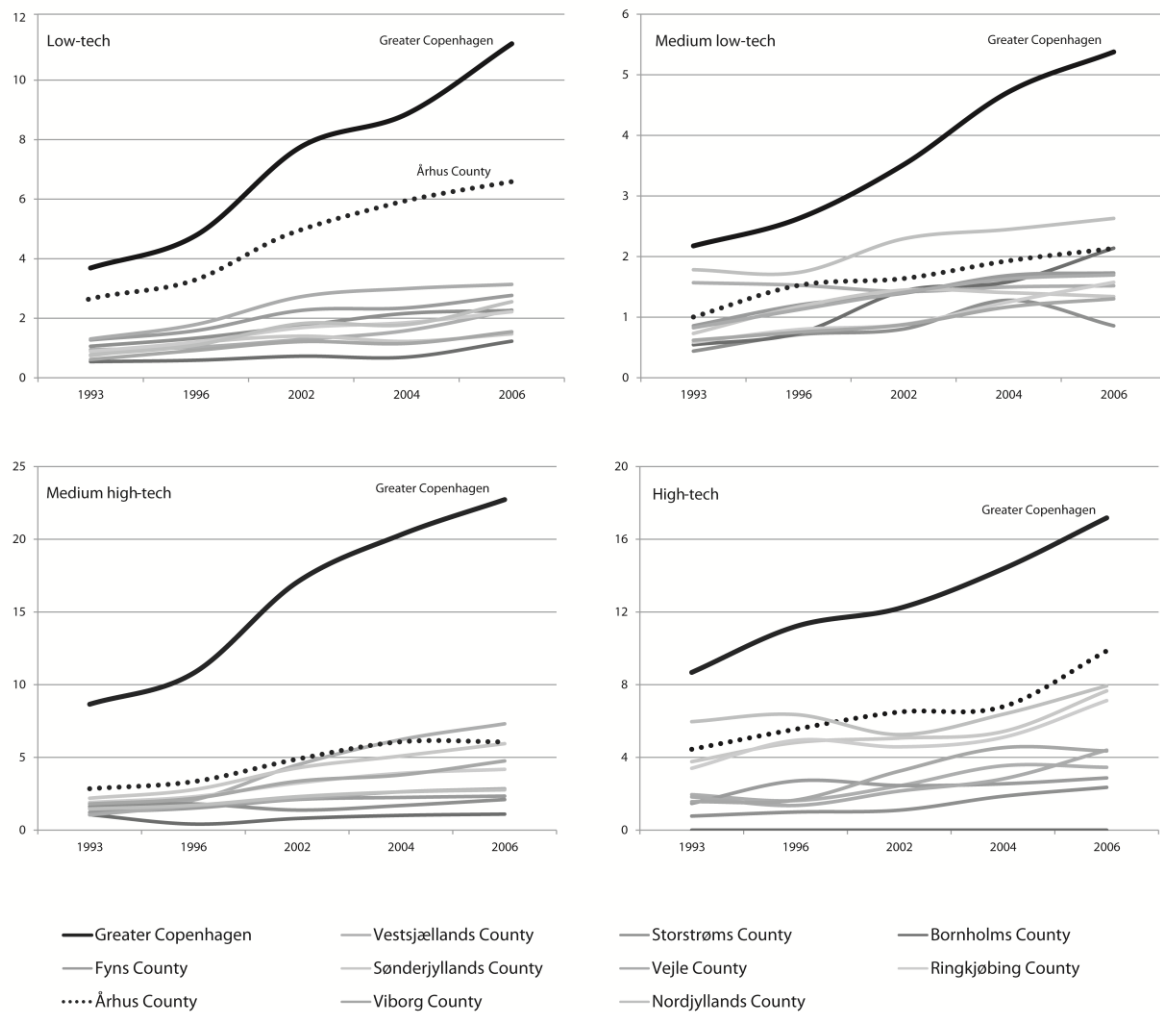 Low-tech
Greater Copenhagen
Århus County
12
10
8
6
4
2
0
1993 1996 2002 2004 2006
Medium low-tech
Greater Copenhagen
6
5
4
3
2
1
0
1993 1996 2002 2004 2006
Medium high-tech
Greater Copenhagen
25
20
15
10
5
0
1993 1996 2002 2004 2006
High-tech
Greater Copenhagen
20
16
12
8
4
0
1993 1996 2002 2004 2006
Greater Copenhagen Vestsjællands County Storstrøms County Bornholms County
Fyns County Sønderjyllands County Vejle County Ringkjøbing County
Århus County Viborg County Nordjyllands County